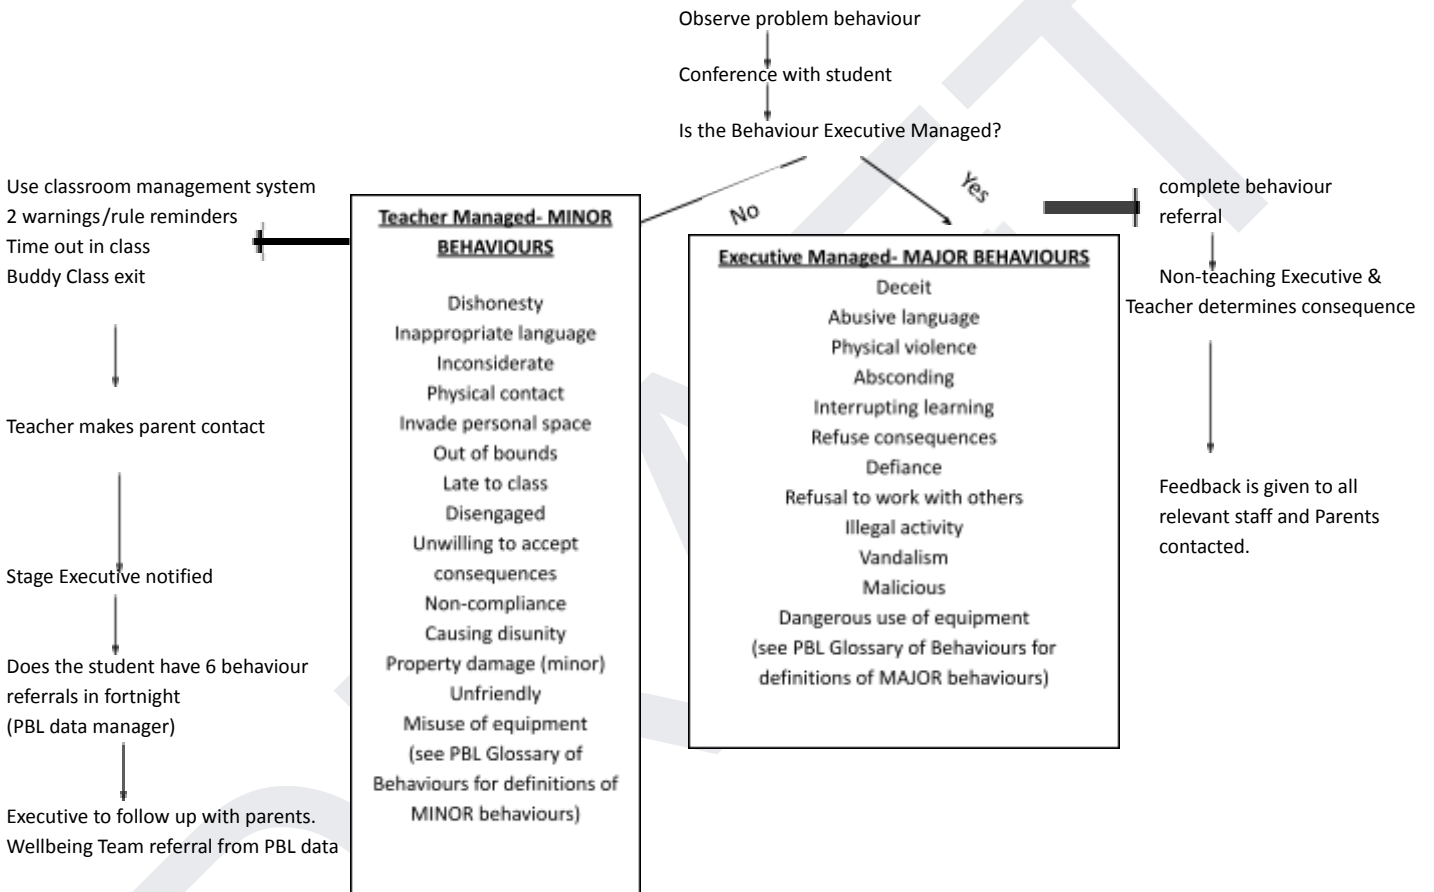 Observe problem behaviour
Conference with student
Is the Behaviour Executive Managed?
No
Yes
Use classroom management system
2 warnings/rule reminders
Time out in class
Buddy Class exit
Teacher makes parent contact
Stage Executive notified
Does the student have 6 behaviour
referrals in fortnight
(PBL data manager)
Executive to follow up with parents.
Wellbeing Team referral from PBL data
Teacher Managed- MINOR
BEHAVIOURS
Dishonesty
Inappropriate language
Inconsiderate
Physical contact
Invade personal space
Out of bounds
Late to class
Disengaged
Unwilling to accept
consequences
Non-compliance
Causing disunity
Property damage (minor)
Unfriendly
Misuse of equipment
(see PBL Glossary of
Behaviours for definitions of
MINOR behaviours)
Executive Managed- MAJOR BEHAVIOURS
Deceit
Abusive language
Physical violence
Absconding
Interrupting learning
Refuse consequences
Defiance
Refusal to work with others
Illegal activity
Vandalism
Malicious
Dangerous use of equipment
(see PBL Glossary of Behaviours for
definitions of MAJOR behaviours)
complete behaviour
referral
Non-teaching Executive &
Teacher determines consequence
Feedback is given to all
relevant staff and Parents
contacted.